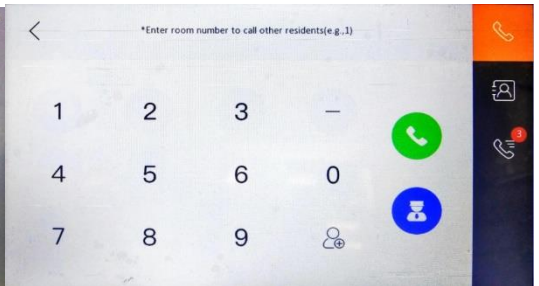 *Enter room number to call other residents(e.g.,1)
1 2 3 —
3
4 5 6 0
7 8 9